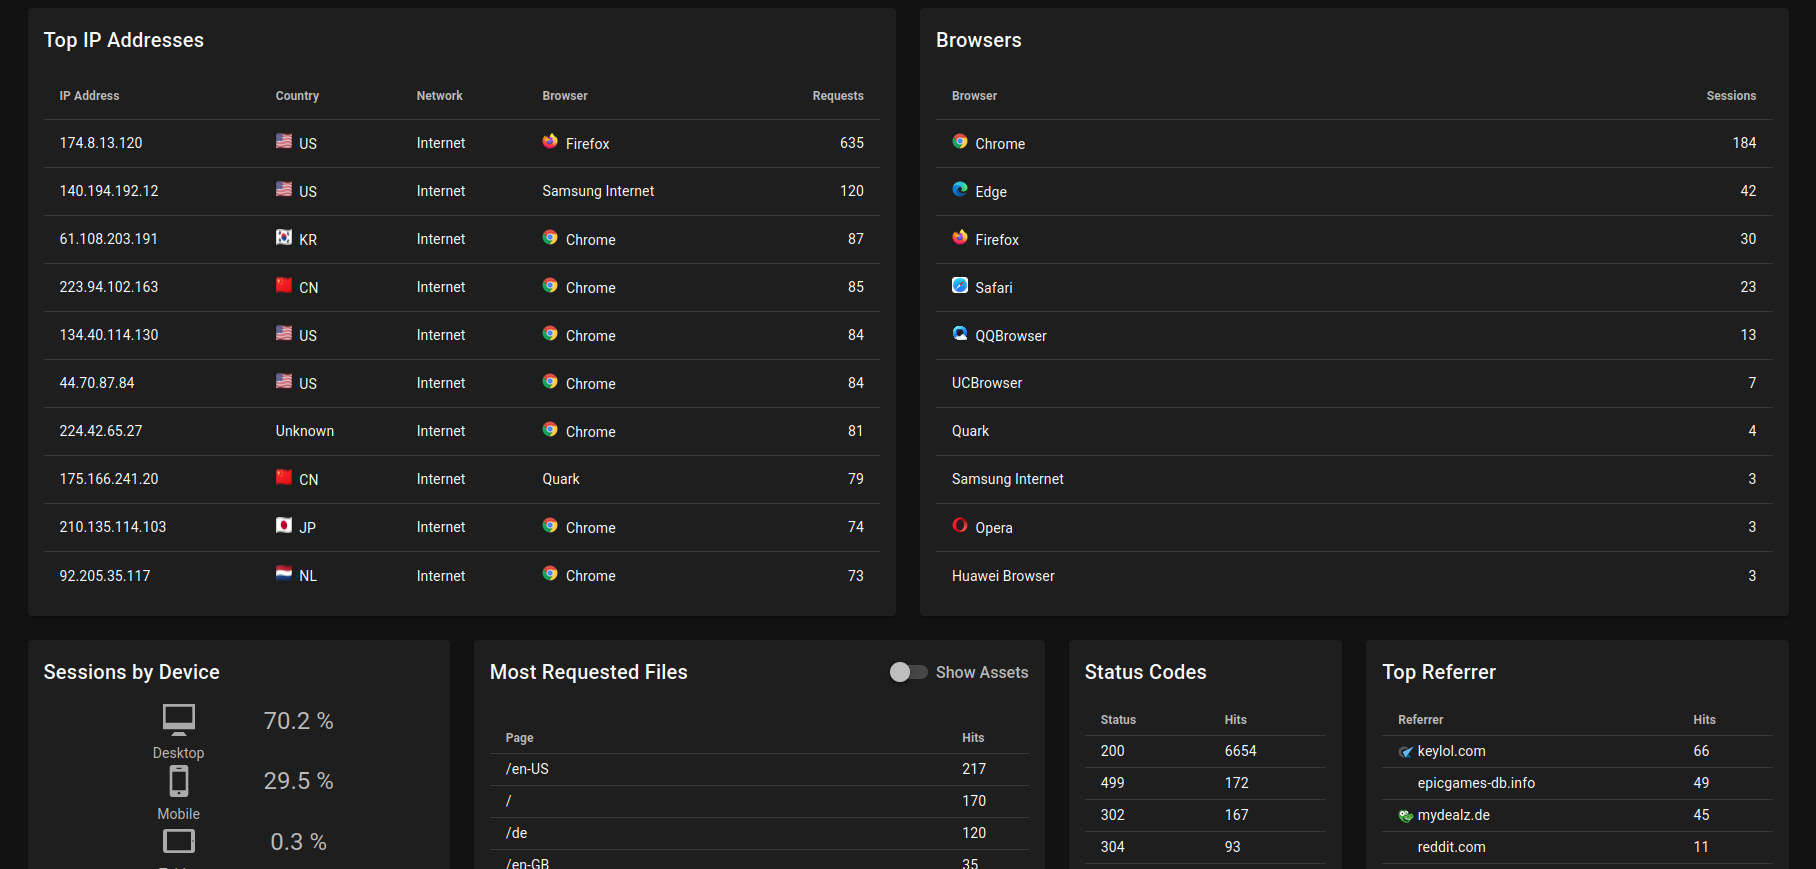 Top IP Addresses
IP Address Country Network Browser Requests
174.8.13.120 US Internet Firefox 635
140.194.192.12 US Internet Samsung Internet 120
61.108.203.191 KR Internet Chrome 87
223.94.102.163 CN Internet Chrome 85
134.40.114.130 US Internet Chrome 84
44.70.87.84 US Internet Chrome 84
224.42.65.27 Unknown Internet Chrome 81
175.166.241.20 CN Internet Quark 79
210.135.114.103 JP Internet Chrome 74
92.205.35.117 NL Internet Chrome 73
Browsers
Browser Sessions
Chrome 184
Edge 42
Firefox 30
Safari 23
QQBrowser 13
UCBrowser 7
Quark 4
Samsung Internet 3
Opera 3
Huawei Browser 3
Sessions by Device
70.2 %
Desktop
29.5 %
Mobile
0.3 %
Most Requested Files Show Assets
Page Hits
/en-US 217
/ 170
/de 120
/en-GB 35
Status Codes
Status Hits
200 6654
499 172
302 167
304 93
Top Referrer
Referrer Hits
keylol.com 66
epicgames-db.info 49
mydealz.de 45
reddit.com 11